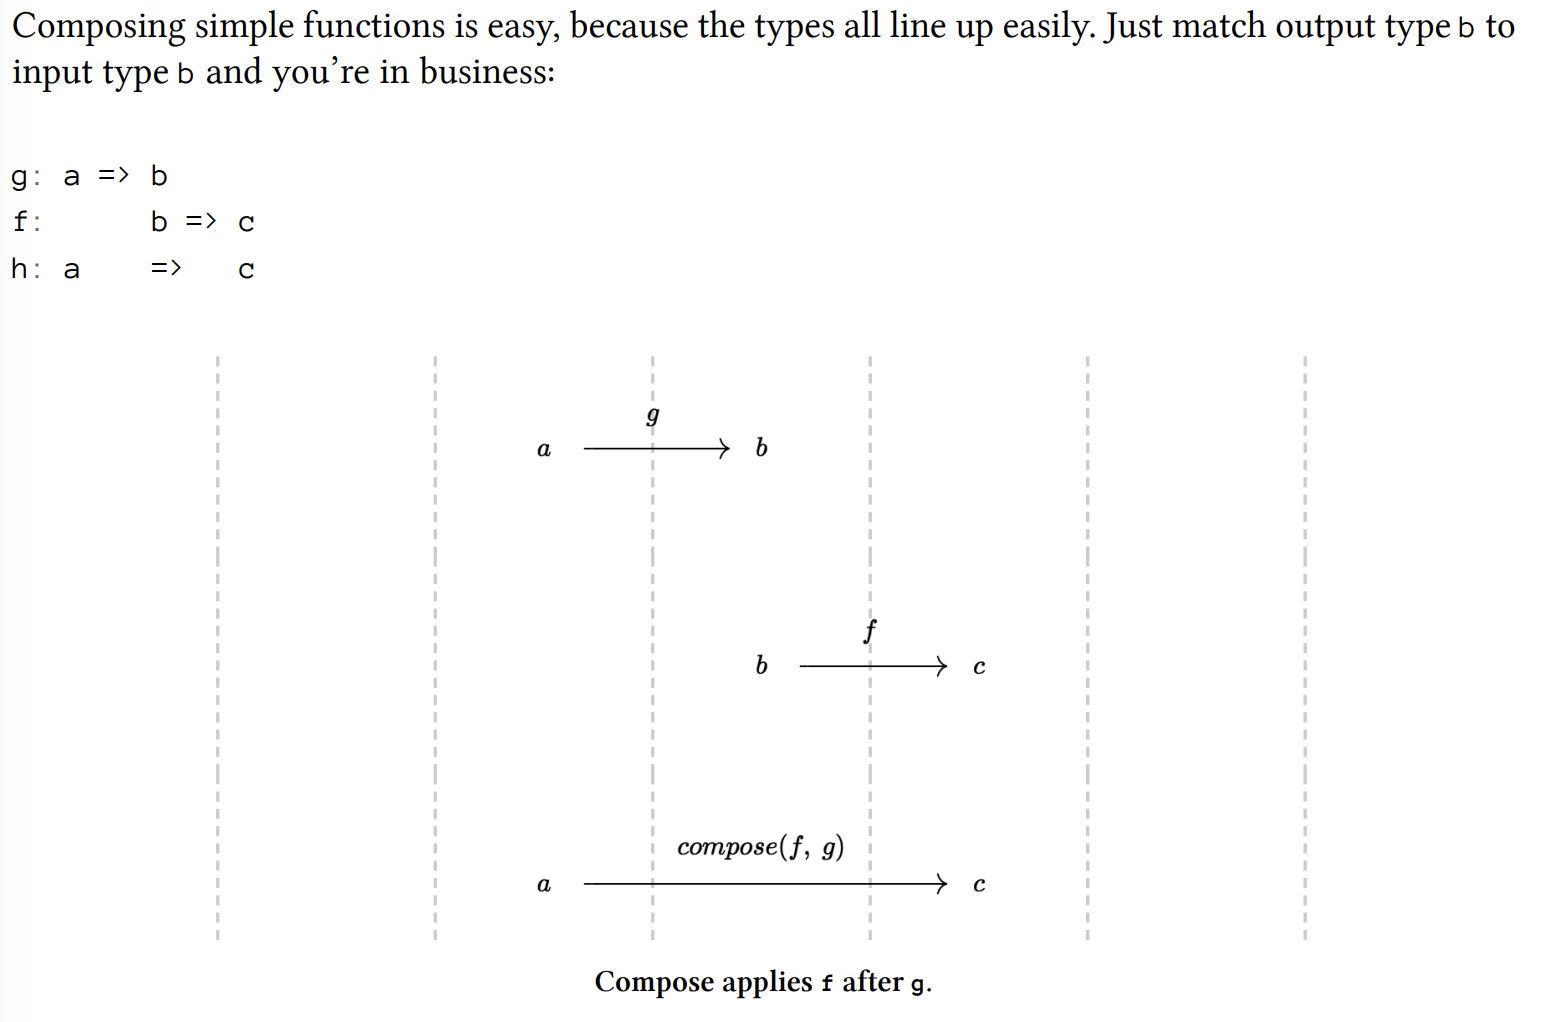 Composing simple functions is easy, because the types all line up easily. Just match output type b to
input type b and you’re in business:
g: a => b
f:      b => c
h: a    =>   c
g
a b
f
b c
compose(f, g)
a c
Compose applies f after g.